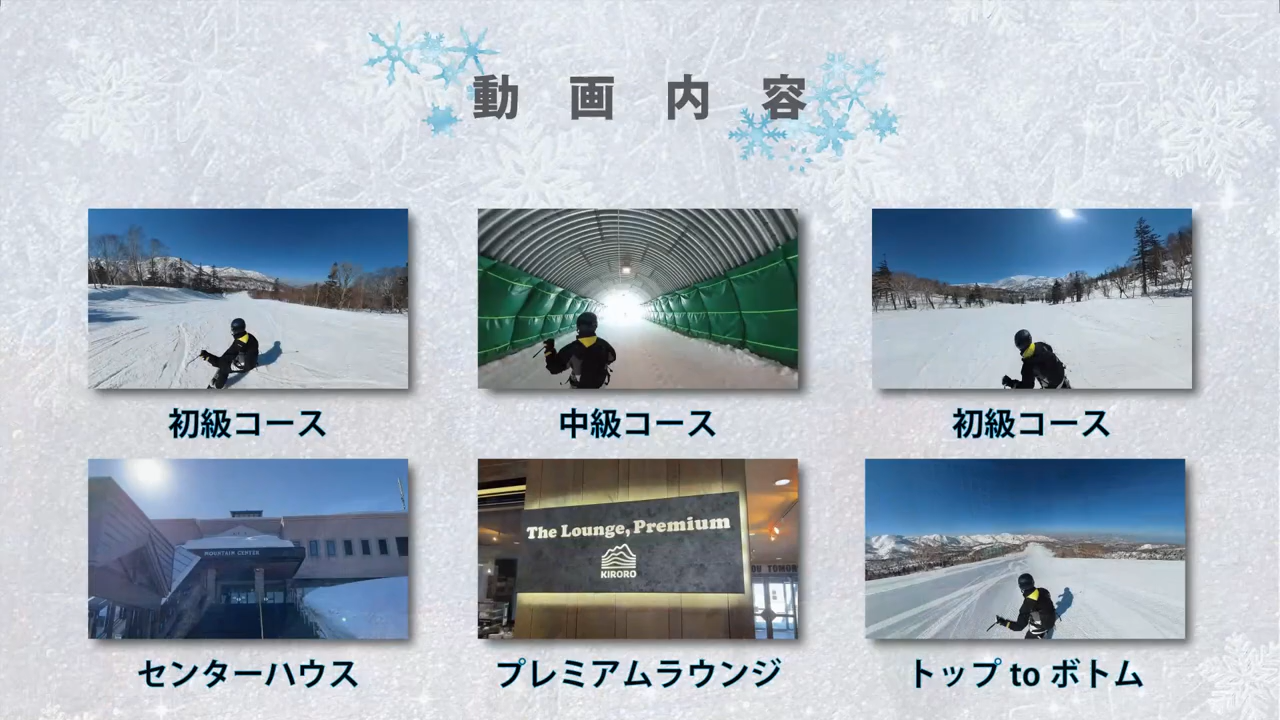 動画内容
初級コース
中級コース
初級コース
MOUNTAIN CENTER
The Lounge, Premium
KIRORO
センターハウス
プレミアムラウンジ
トップ to ボトム